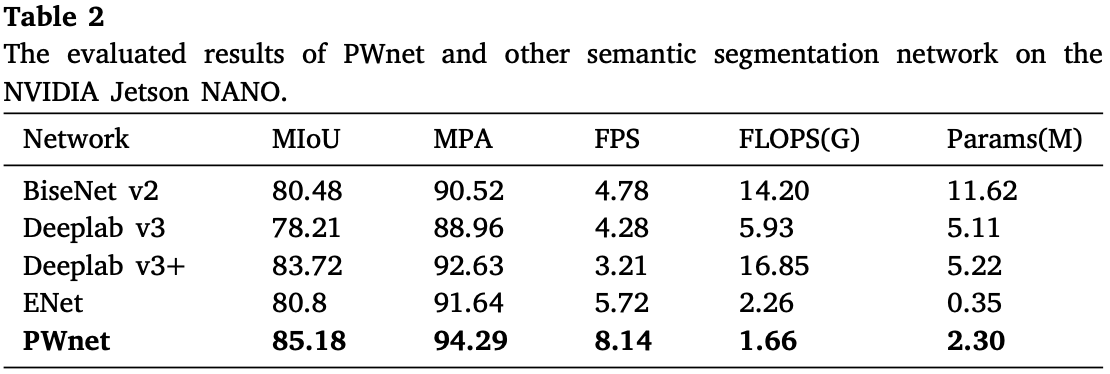 Table 2
The evaluated results of PWnet and other semantic segmentation network on the
NVIDIA Jetson NANO.
Network MIoU MPA FPS FLOPS(G) Params(M)
BiseNet v2 80.48 90.52 4.78 14.20 11.62
Deeplab v3 78.21 88.96 4.28 5.93 5.11
Deeplab v3+ 83.72 92.63 3.21 16.85 5.22
ENet 80.8 91.64 5.72 2.26 0.35
PWnet 85.18 94.29 8.14 1.66 2.30